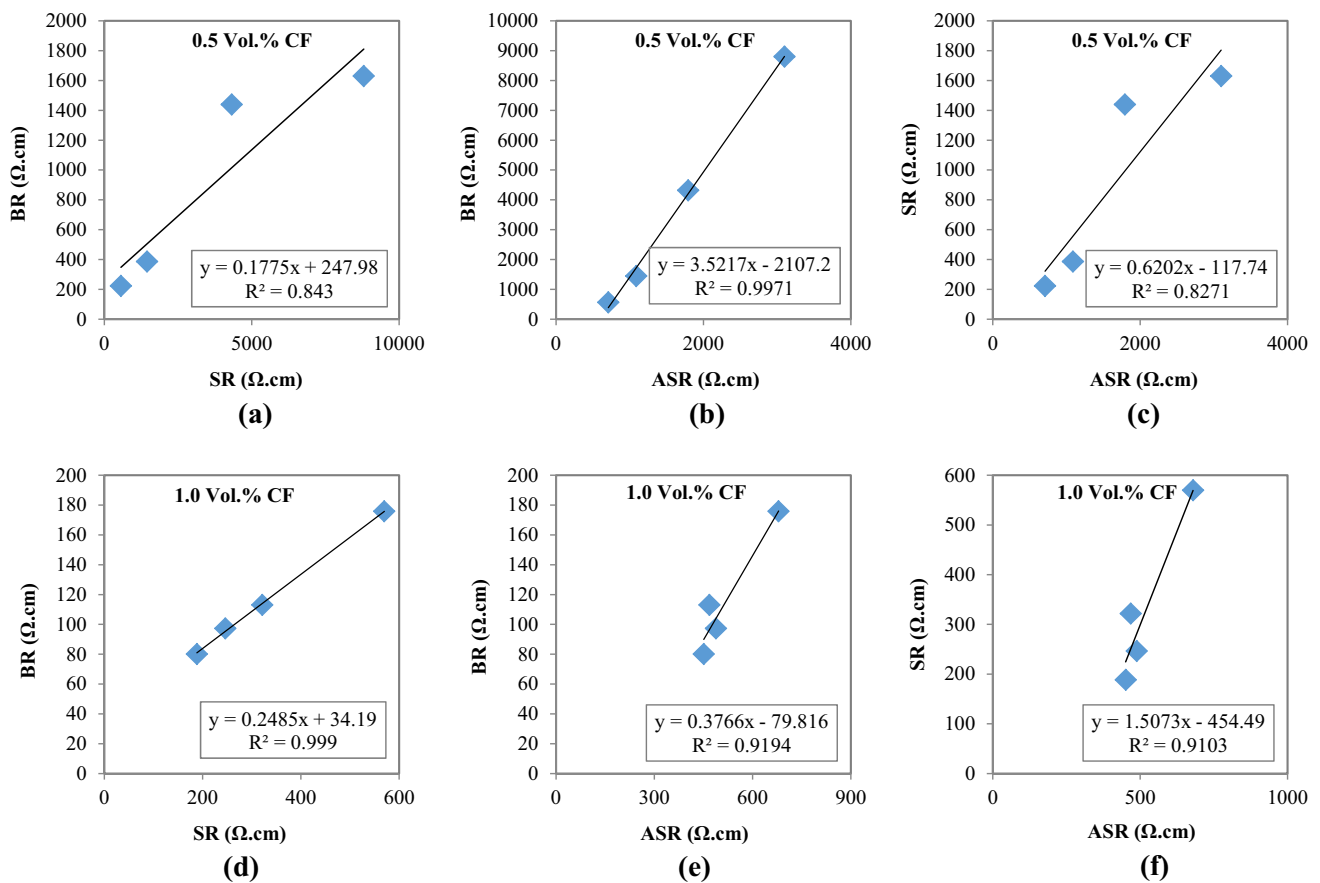 0.5 Vol.% CF
BR (Ω.cm)
2000
1800
1600
1400
1200
1000
800
600
400
200
0
y = 0.1775x + 247.98
R² = 0.843
0
5000
10000
SR (Ω.cm)
(a)
0.5 Vol.% CF
BR (Ω.cm)
10000
9000
8000
7000
6000
5000
4000
3000
2000
1000
0
y = 3.5217x - 2107.2
R² = 0.9971
0
2000
4000
ASR (Ω.cm)
(b)
0.5 Vol.% CF
SR (Ω.cm)
2000
1800
1600
1400
1200
1000
800
600
400
200
0
y = 0.6202x - 117.74
R² = 0.8271
0
2000
4000
ASR (Ω.cm)
(c)
1.0 Vol.% CF
BR (Ω.cm)
200
180
160
140
120
100
80
60
40
20
0
y = 0.2485x + 34.19
R² = 0.999
0
200
400
600
SR (Ω.cm)
(d)
1.0 Vol.% CF
BR (Ω.cm)
200
180
160
140
120
100
80
60
40
20
0
y = 0.3766x - 79.816
R² = 0.9194
0
300
600
900
ASR (Ω.cm)
(e)
1.0 Vol.% CF
SR (Ω.cm)
600
500
400
300
200
100
0
y = 1.5073x - 454.49
R² = 0.9103
0
500
1000
ASR (Ω.cm)
(f)